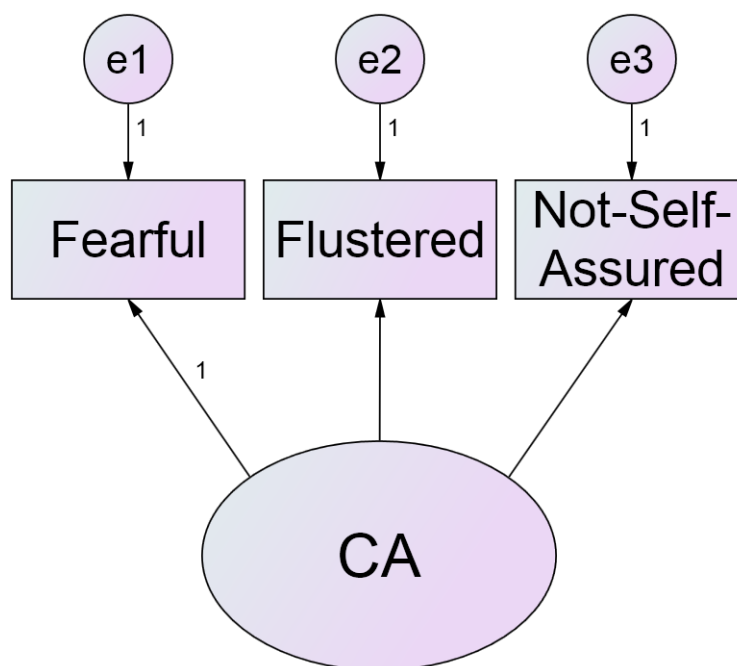 e1
e2
e3
1
1
1
Fearful
Flustered
Not-Self-
Assured
1
CA